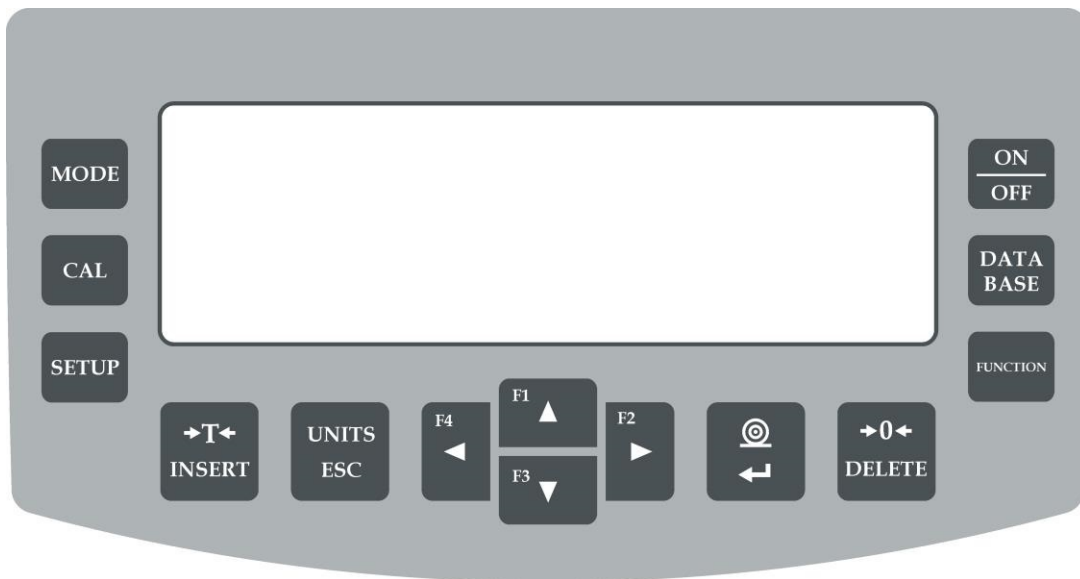 MODE
CAL
SETUP
ON
OFF
DATA
BASE
FUNCTION
→T←
INSERT
UNITS
ESC
F4
F1
F3
F2
→0←
DELETE